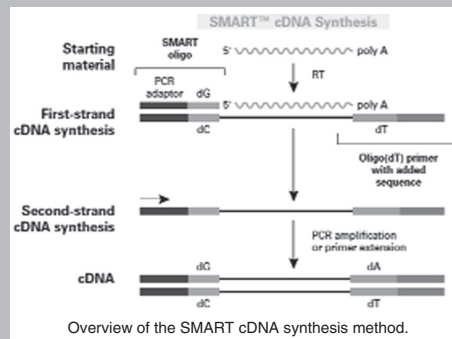 SMART™ cDNA Synthesis
Starting
material
SMART
oligo
5'
poly A
RT
PCR
adaptor
dG
5'
poly A
First-strand
cDNA synthesis
dC
dT
Oligo(dT) primer
with added
sequence
Second-strand
cDNA synthesis
PCR amplification
or primer extension
dG
dA
cDNA
dC
dT
Overview of the SMART cDNA synthesis method.